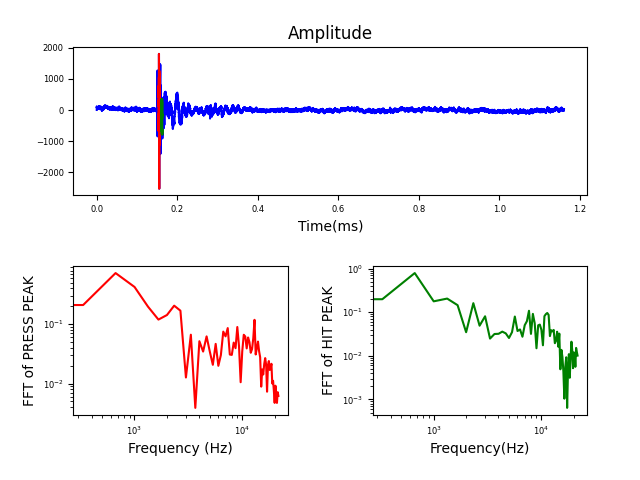 Amplitude
2000
1000
0
−1000
−2000
0.0 0.2 0.4 0.6 0.8 1.0 1.2
Time(ms)
FFT of PRESS PEAK
10⁻¹
10⁻²
10³ 10⁴
Frequency (Hz)
FFT of HIT PEAK
10⁰
10⁻¹
10⁻²
10⁻³
10³ 10⁴
Frequency(Hz)